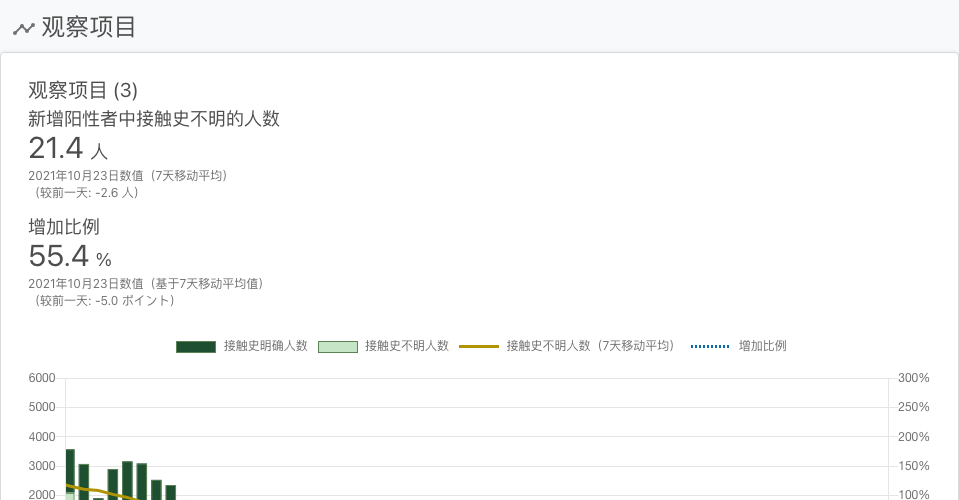 观察项目
观察项目 (3)
新增阳性者中接触史不明的人数
21.4 人
2021年10月23日数值（7天移动平均）
（较前一天: -2.6 人）
增加比例
55.4 %
2021年10月23日数值（基于7天移动平均值）
（较前一天: -5.0 ポイント）
接触史明确人数 接触史不明人数 接触史不明人数（7天移动平均） 增加比例
6000 300%
5000 250%
4000 200%
3000 150%
2000 100%